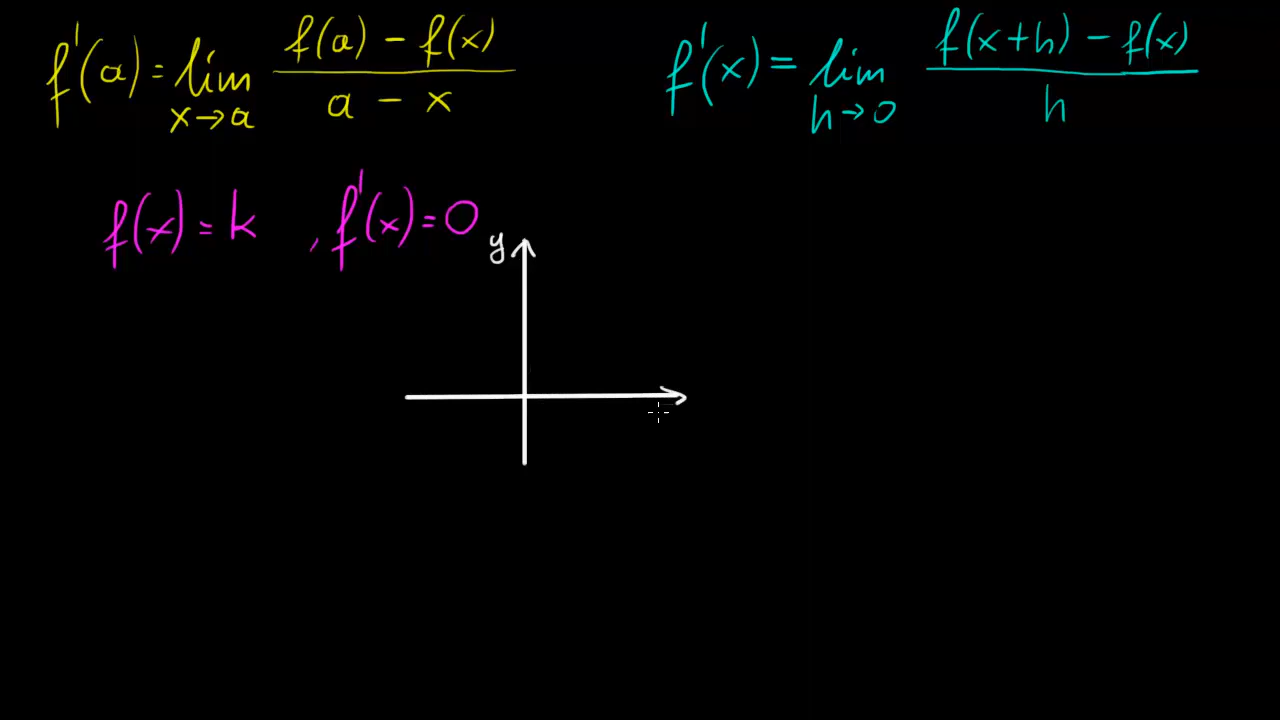 f'(a) = lim x→a f(a) - f(x) / a - x
f'(x) = lim h→0 f(x+h) - f(x) / h
f(x) = k , f'(x) = 0
y